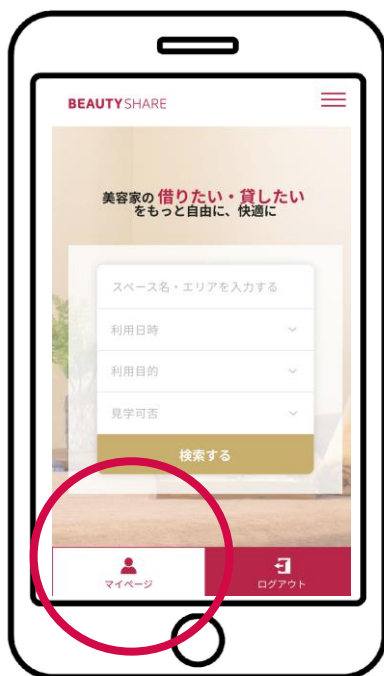 BEAUTYSHARE
美容家の 借りたい・貸したい
をもっと自由に、快適に
スペース名・エリアを入力する
利用日時
利用目的
見学可否
検索する
マイページ
ログアウト